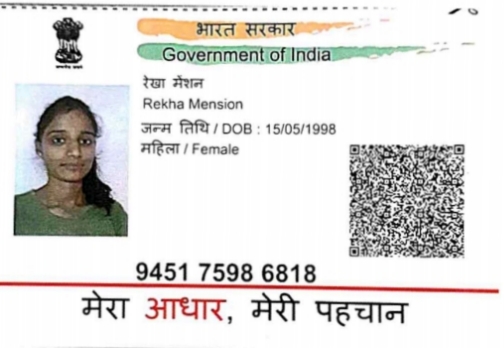 भारत सरकार
Government of India
रेखा मेंशन
Rekha Mension
जन्म तिथि / DOB : 15/05/1998
महिला / Female
9451 7598 6818
मेरा आधार, मेरी पहचान